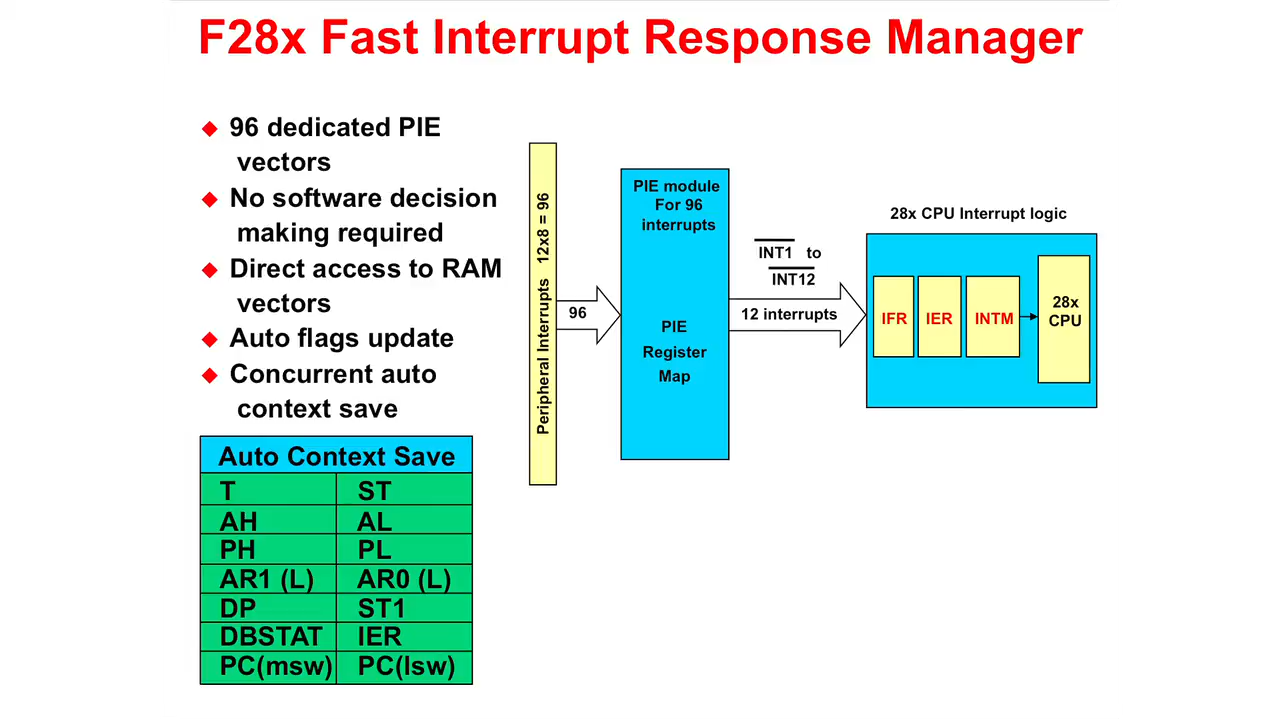 F28x Fast Interrupt Response Manager
96 dedicated PIE
vectors
No software decision
making required
Direct access to RAM
vectors
Auto flags update
Concurrent auto
context save
Auto Context Save
T ST
AH AL
PH PL
AR1 (L) AR0 (L)
DP ST1
DBSTAT IER
PC(msw) PC(lsw)
Peripheral Interrupts 12x8 = 96
96
PIE module
For 96
interrupts
PIE
Register
Map
INT1 to
INT12
12 interrupts
28x CPU Interrupt logic
IFR
IER
INTM
28x
CPU